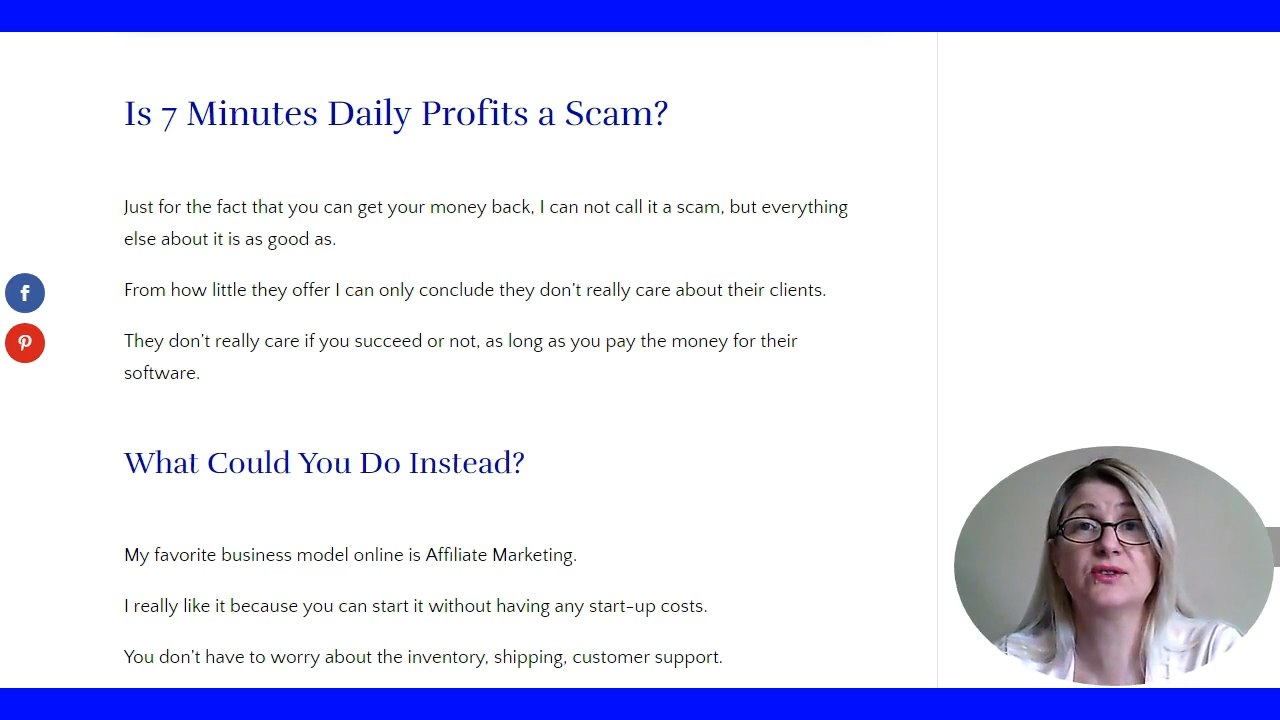 Is 7 Minutes Daily Profits a Scam?
Just for the fact that you can get your money back, I can not call it a scam, but everything
else about it is as good as.
From how little they offer I can only conclude they don't really care about their clients.
They don't really care if you succeed or not, as long as you pay the money for their
software.
What Could You Do Instead?
My favorite business model online is Affiliate Marketing.
I really like it because you can start it without having any start-up costs.
You don't have to worry about the inventory, shipping, customer support.